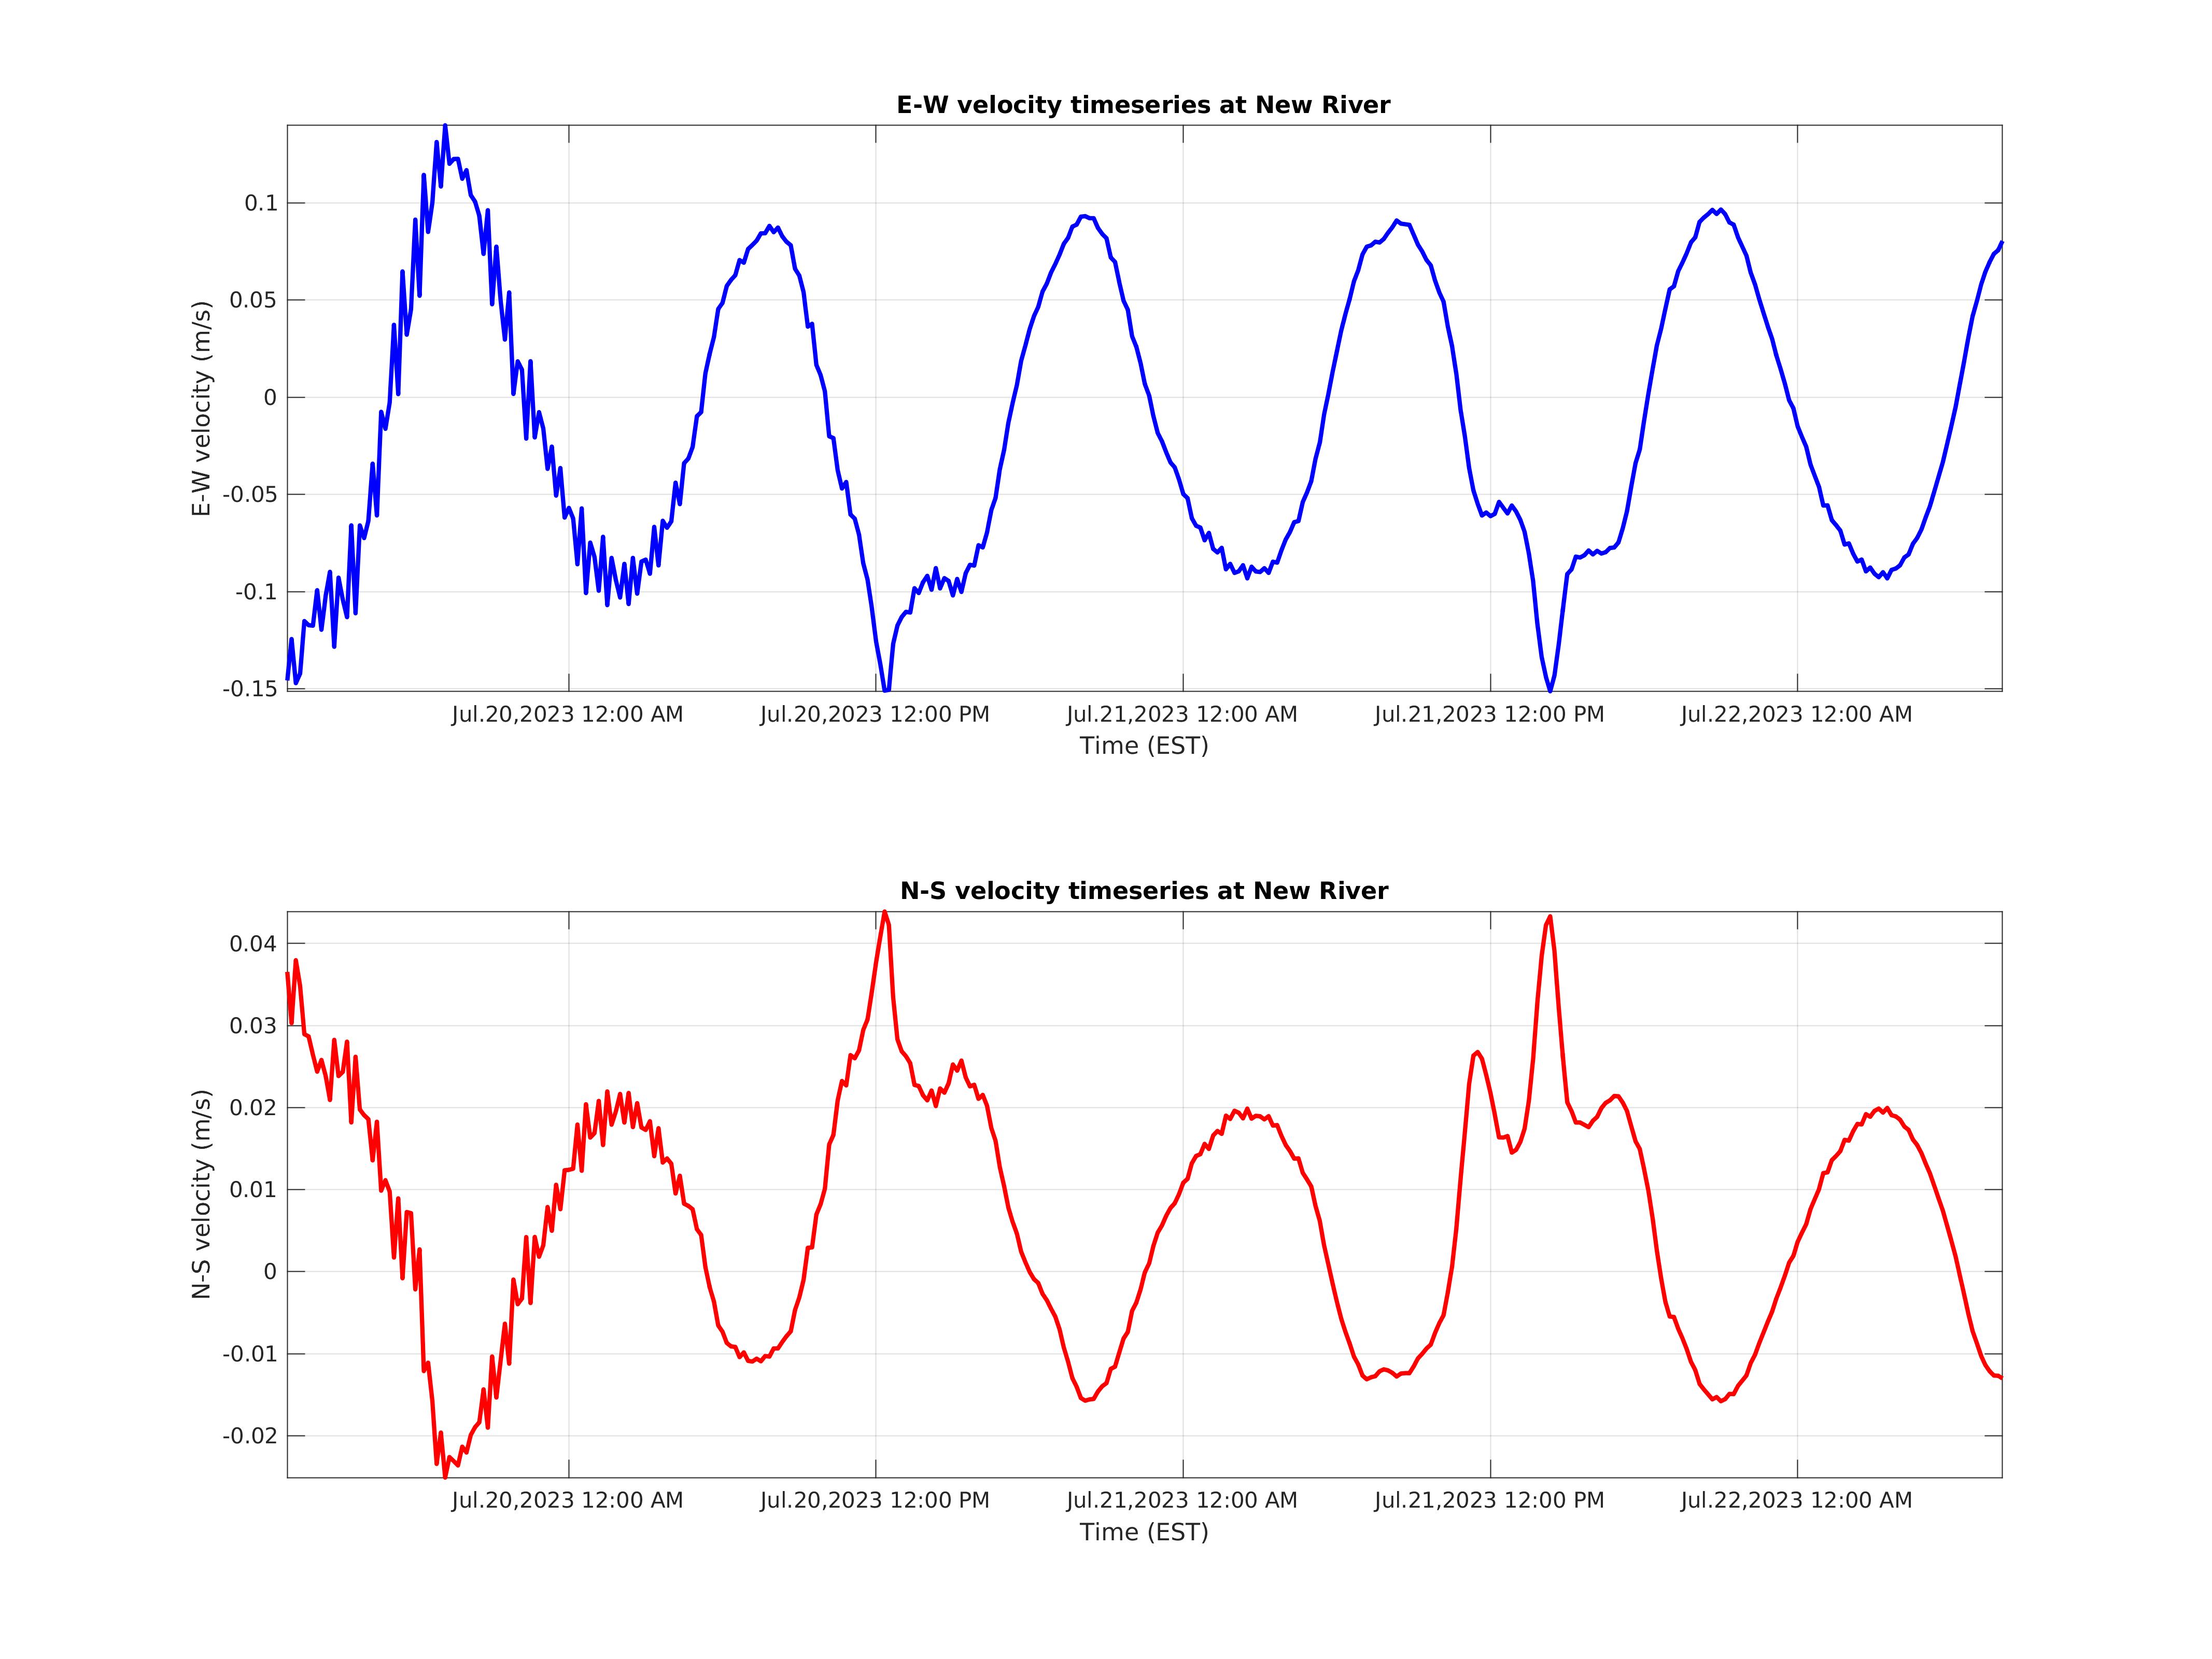 E-W velocity timeseries at New River
E-W velocity (m/s)
0.1
0.05
0
-0.05
-0.1
-0.15
Jul.20,2023 12:00 AM
Jul.20,2023 12:00 PM
Jul.21,2023 12:00 AM
Jul.21,2023 12:00 PM
Jul.22,2023 12:00 AM
Time (EST)
N-S velocity timeseries at New River
N-S velocity (m/s)
0.04
0.03
0.02
0.01
0
-0.01
-0.02
Jul.20,2023 12:00 AM
Jul.20,2023 12:00 PM
Jul.21,2023 12:00 AM
Jul.21,2023 12:00 PM
Jul.22,2023 12:00 AM
Time (EST)